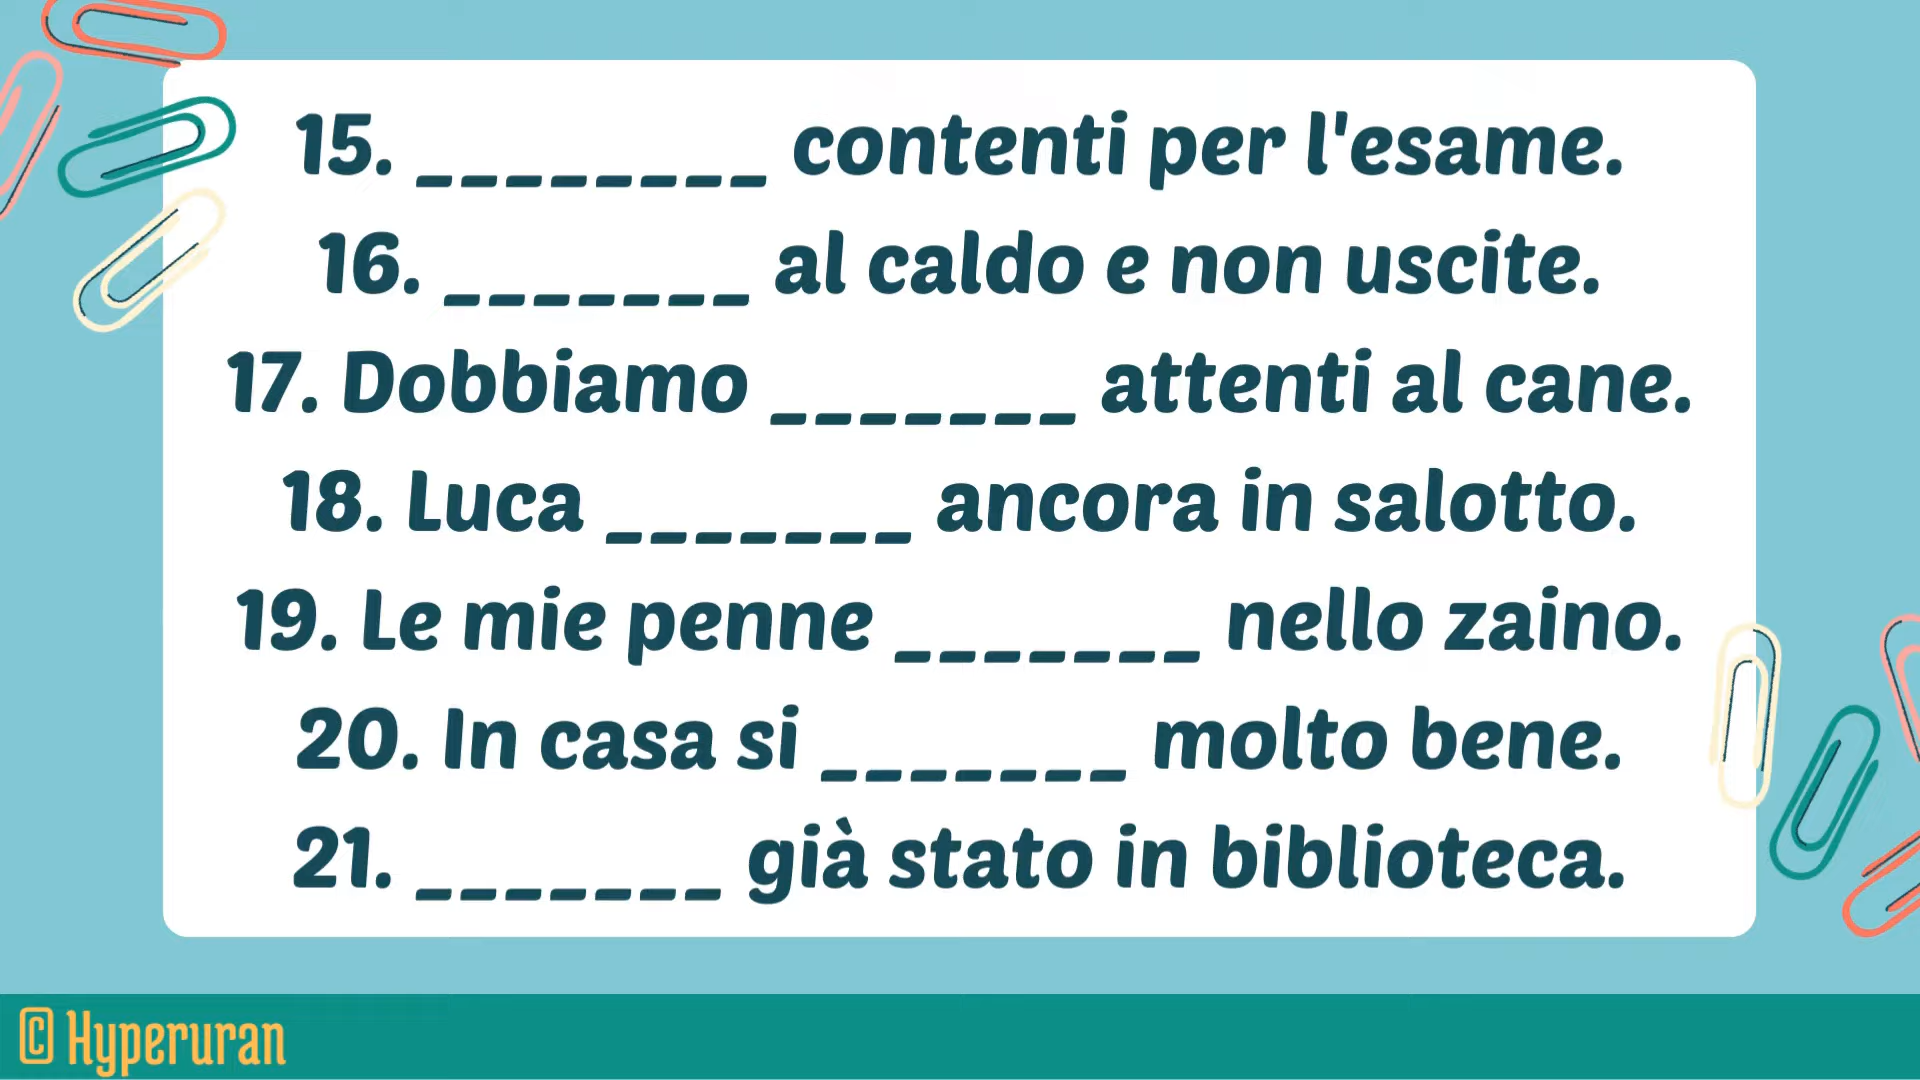 15. ________ contenti per l'esame.
16. _______ al caldo e non uscite.
17. Dobbiamo _______ attenti al cane.
18. Luca _______ ancora in salotto.
19. Le mie penne _______ nello zaino.
20. In casa si _______ molto bene.
21. _______ già stato in biblioteca.
© Hyperuran